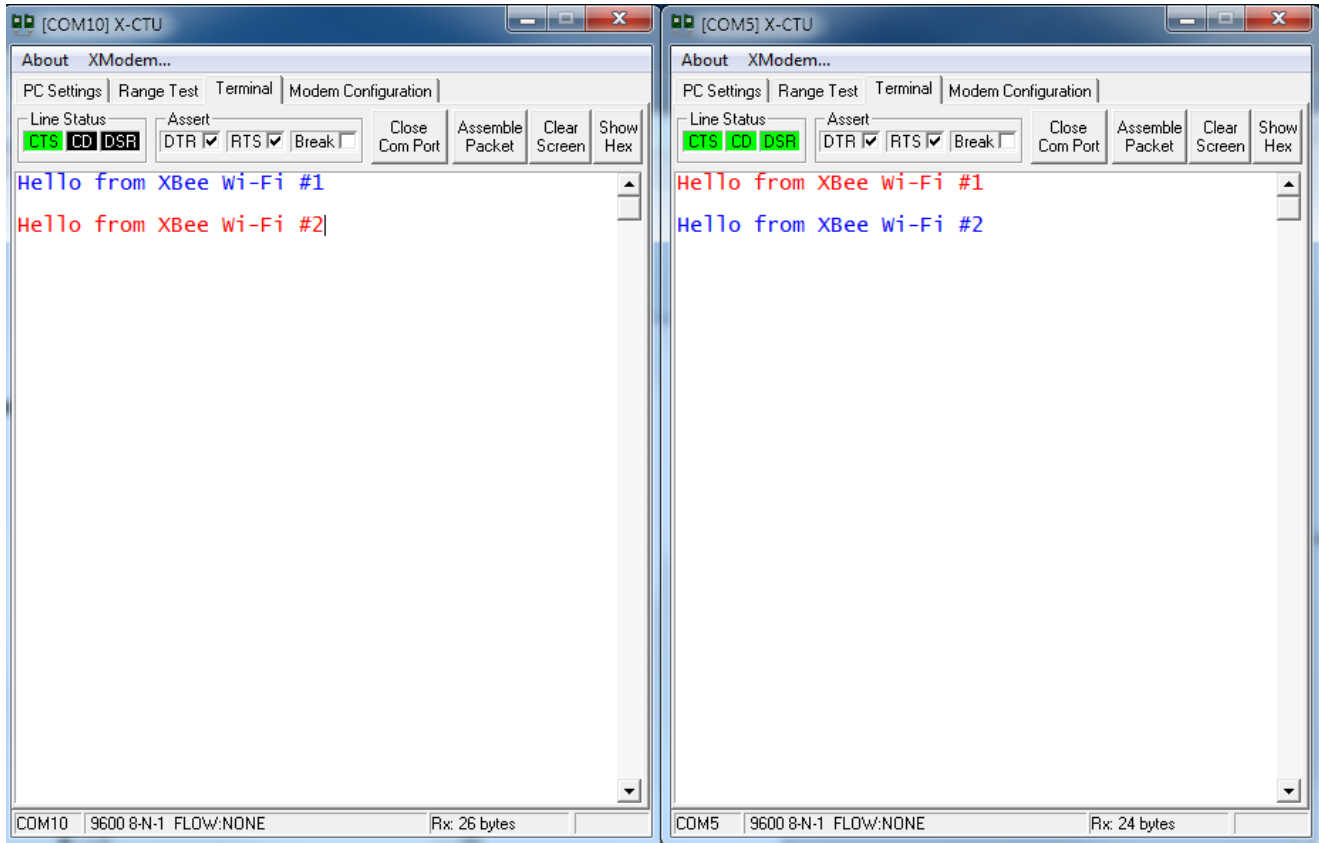 [COM10] X-CTU
About XModem...
PC Settings Range Test Terminal Modem Configuration
Line Status Assert
CTS CD DSR DTR RTS Break Close Com Port Assemble Packet Clear Screen Show Hex
Hello from XBee Wi-Fi #1
Hello from XBee Wi-Fi #2
COM10 9600 8-N-1 FLOW:NONE Rx: 26 bytes
[COM5] X-CTU
About XModem...
PC Settings Range Test Terminal Modem Configuration
Line Status Assert
CTS CD DSR DTR RTS Break Close Com Port Assemble Packet Clear Screen Show Hex
Hello from XBee Wi-Fi #1
Hello from XBee Wi-Fi #2
COM5 9600 8-N-1 FLOW:NONE Rx: 24 bytes